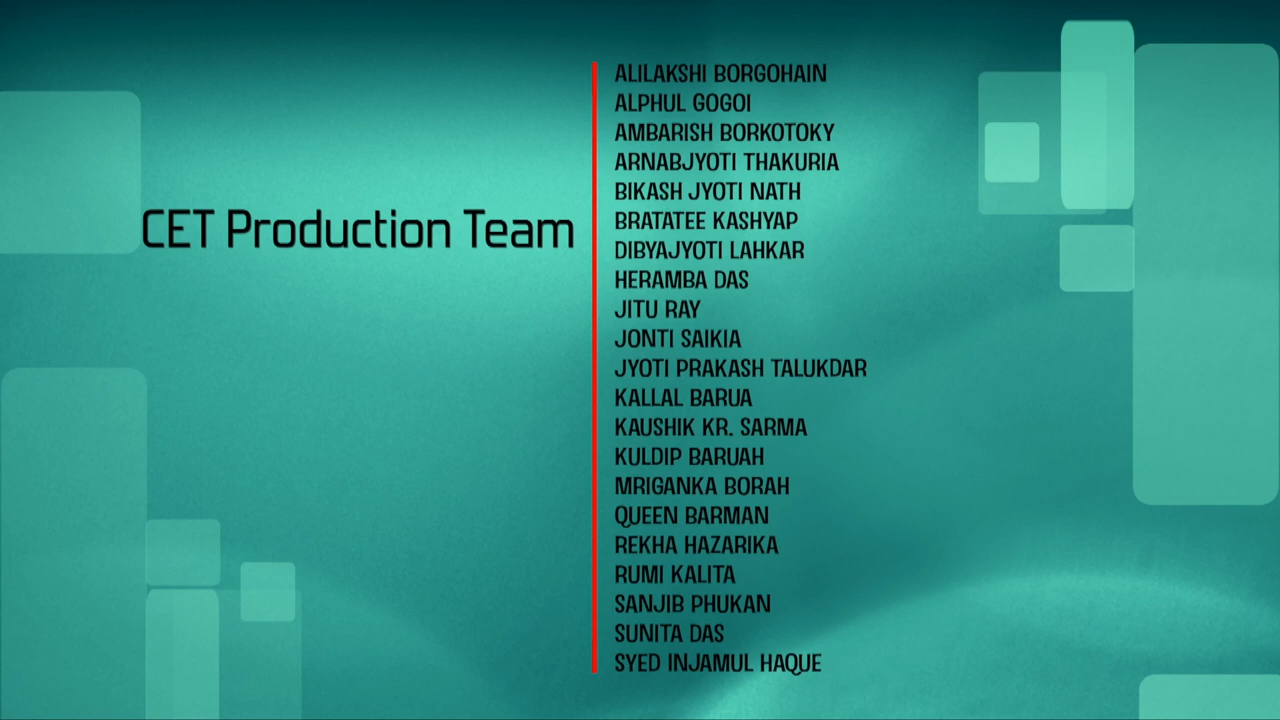 CET Production Team
ALILAKSHI BORGOHAIN
ALPHUL GOGOI
AMBARISH BORKOTOKY
ARNABJYOTI THAKURIA
BIKASH JYOTI NATH
BRATATEE KASHYAP
DIBYAJYOTI LAHKAR
HERAMBA DAS
JITU RAY
JONTI SAIKIA
JYOTI PRAKASH TALUKDAR
KALLAL BARUA
KAUSHIK KR. SARMA
KULDIP BARUAH
MRIGANKA BORAH
QUEEN BARMAN
REKHA HAZARIKA
RUMI KALITA
SANJIB PHUKAN
SUNITA DAS
SYED INJAMUL HAQUE